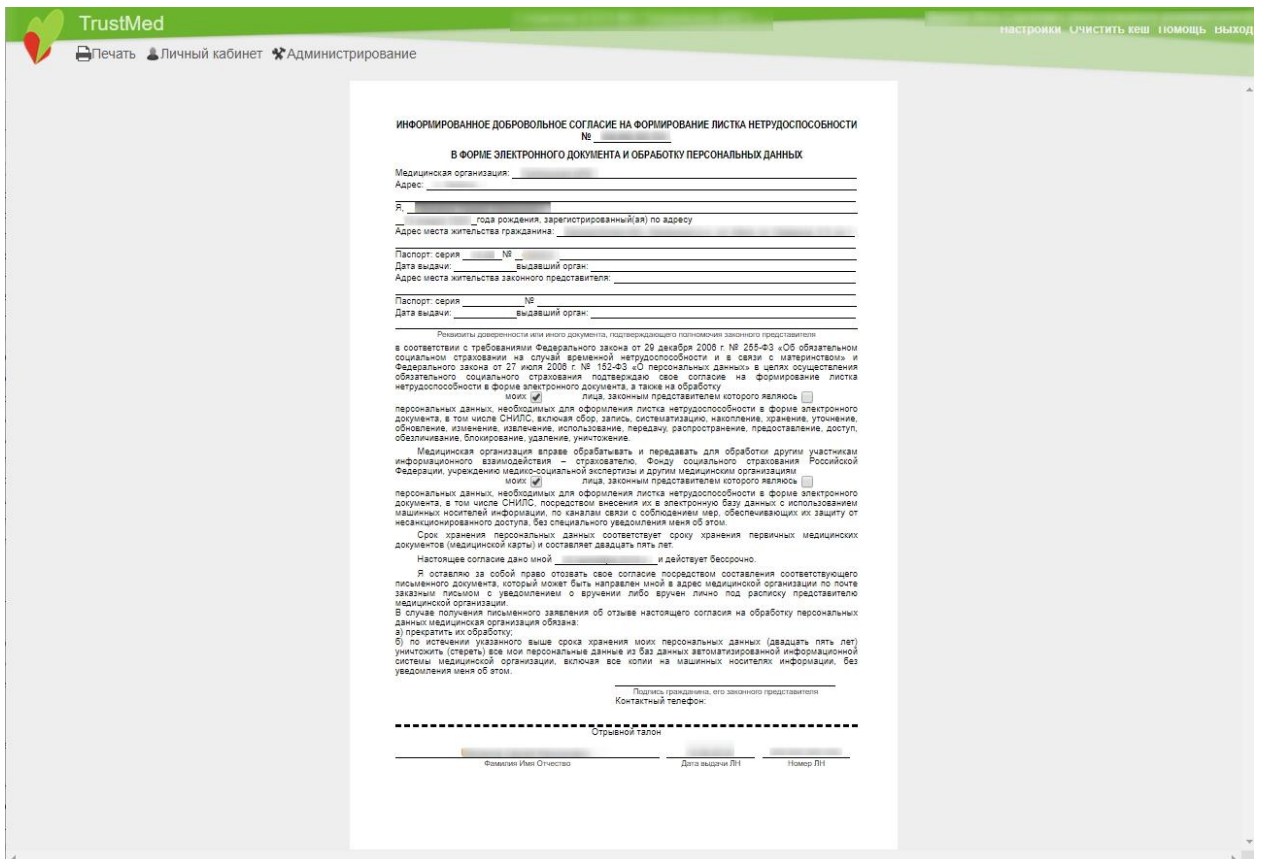 TrustMed
Настройки Очистить кеш Помощь Выход
Печать Личный кабинет Администрирование
ИНФОРМИРОВАННОЕ ДОБРОВОЛЬНОЕ СОГЛАСИЕ НА ФОРМИРОВАНИЕ ЛИСТКА НЕТРУДОСПОСОБНОСТИ
№
В ФОРМЕ ЭЛЕКТРОННОГО ДОКУМЕНТА И ОБРАБОТКУ ПЕРСОНАЛЬНЫХ ДАННЫХ
Медицинская организация:
Адрес:
Я,
года рождения, зарегистрированный(ая) по адресу
Адрес места жительства гражданина:
Паспорт: серия № 
Дата выдачи: выдавший орган:
Адрес места жительства законного представителя:
Паспорт: серия №
Дата выдачи: выдавший орган:
Реквизиты доверенности или иного документа, подтверждающего полномочия законного представителя
в соответствии с требованиями Федерального закона от 29 декабря 2006 г. № 255-ФЗ «Об обязательном
социальном страховании на случай временной нетрудоспособности и в связи с материнством» и
Федерального закона от 27 июля 2006 г. № 152-ФЗ «О персональных данных» в целях осуществления
обязательного социального страхования подтверждаю свое согласие на формирование листка
нетрудоспособности в форме электронного документа, а также на обработку
моих лица, законным представителем которого являюсь
персональных данных, необходимых для оформления листка нетрудоспособности в форме электронного
документа, в том числе СНИЛС, включая сбор, запись, систематизацию, накопление, хранение, уточнение,
обновление, изменение, извлечение, использование, передачу, распространение, предоставление, доступ,
обезличивание, блокирование, удаление, уничтожение.
Медицинская организация вправе обрабатывать и передавать для обработки другим участникам
информационного взаимодействия – страхователю, Фонду социального страхования Российской
Федерации, учреждению медико-социальной экспертизы и другим медицинским организациям
моих лица, законным представителем которого являюсь
персональных данных, необходимых для оформления листка нетрудоспособности в форме электронного
документа, в том числе СНИЛС, посредством внесения их в электронную базу данных с использованием
машинных носителей информации, по каналам связи с соблюдением мер, обеспечивающих их защиту от
несанкционированного доступа, без специального уведомления меня об этом.
Срок хранения персональных данных соответствует сроку хранения первичных медицинских
документов (медицинской карты) и составляет двадцать пять лет.
Настоящее согласие дано мной и действует бессрочно.
Я оставляю за собой право отозвать свое согласие посредством составления соответствующего
письменного документа, который может быть направлен мной в адрес медицинской организации по почте
заказным письмом с уведомлением о вручении либо вручен лично под расписку представителю
медицинской организации.
В случае получения письменного заявления об отзыве настоящего согласия на обработку персональных
данных медицинская организация обязана:
а) прекратить их обработку;
б) по истечении указанного выше срока хранения моих персональных данных (двадцать пять лет)
уничтожить (стереть) все мои персональные данные из баз данных автоматизированной информационной
системы медицинской организации, включая все копии на машинных носителях информации, без
уведомления меня об этом.
Подпись гражданина, его законного представителя
Контактный телефон:
Отрывной талон
Фамилия Имя Отчество Дата выдачи ЛН Номер ЛН